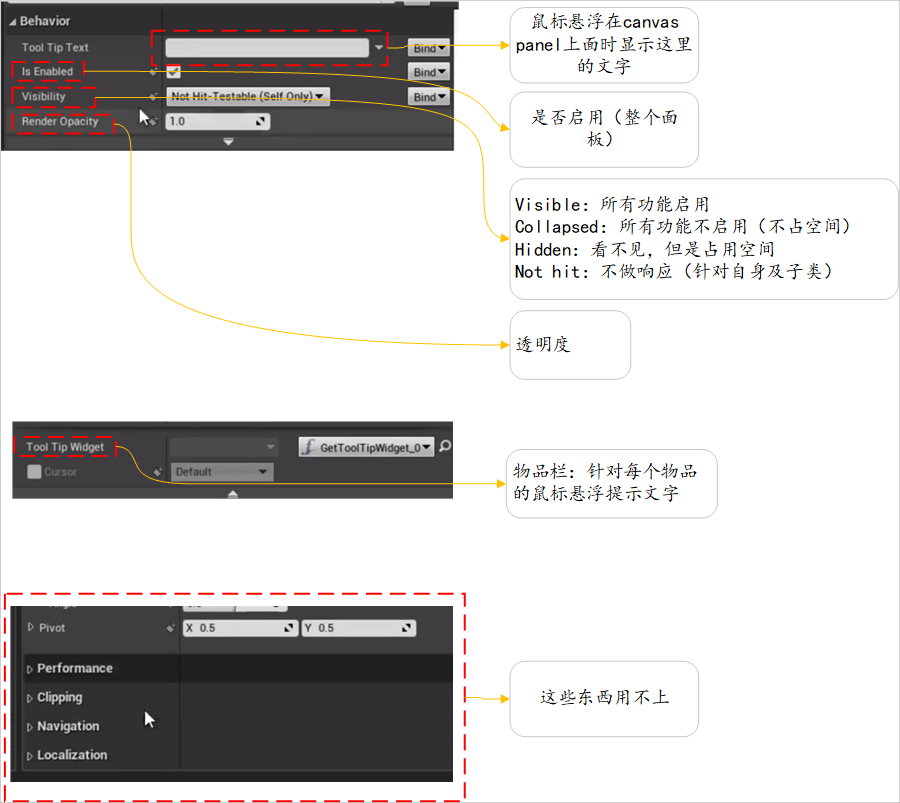 Behavior
Tool Tip Text
Bind
Is Enabled
Bind
Visibility
Not Hit-Testable (Self Only)
Bind
Render Opacity
1.0
鼠标悬浮在canvas
panel上面时显示这里
的文字
是否启用（整个面
板）
Visible：所有功能启用
Collapsed：所有功能不启用（不占空间）
Hidden：看不见，但是占用空间
Not hit：不做响应（针对自身及子类）
透明度
Tool Tip Widget
GetToolTipWidget_0
Cursor
Default
物品栏：针对每个物品
的鼠标悬浮提示文字
Pivot
X 0.5
Y 0.5
Performance
Clipping
Navigation
Localization
这些东西用不上